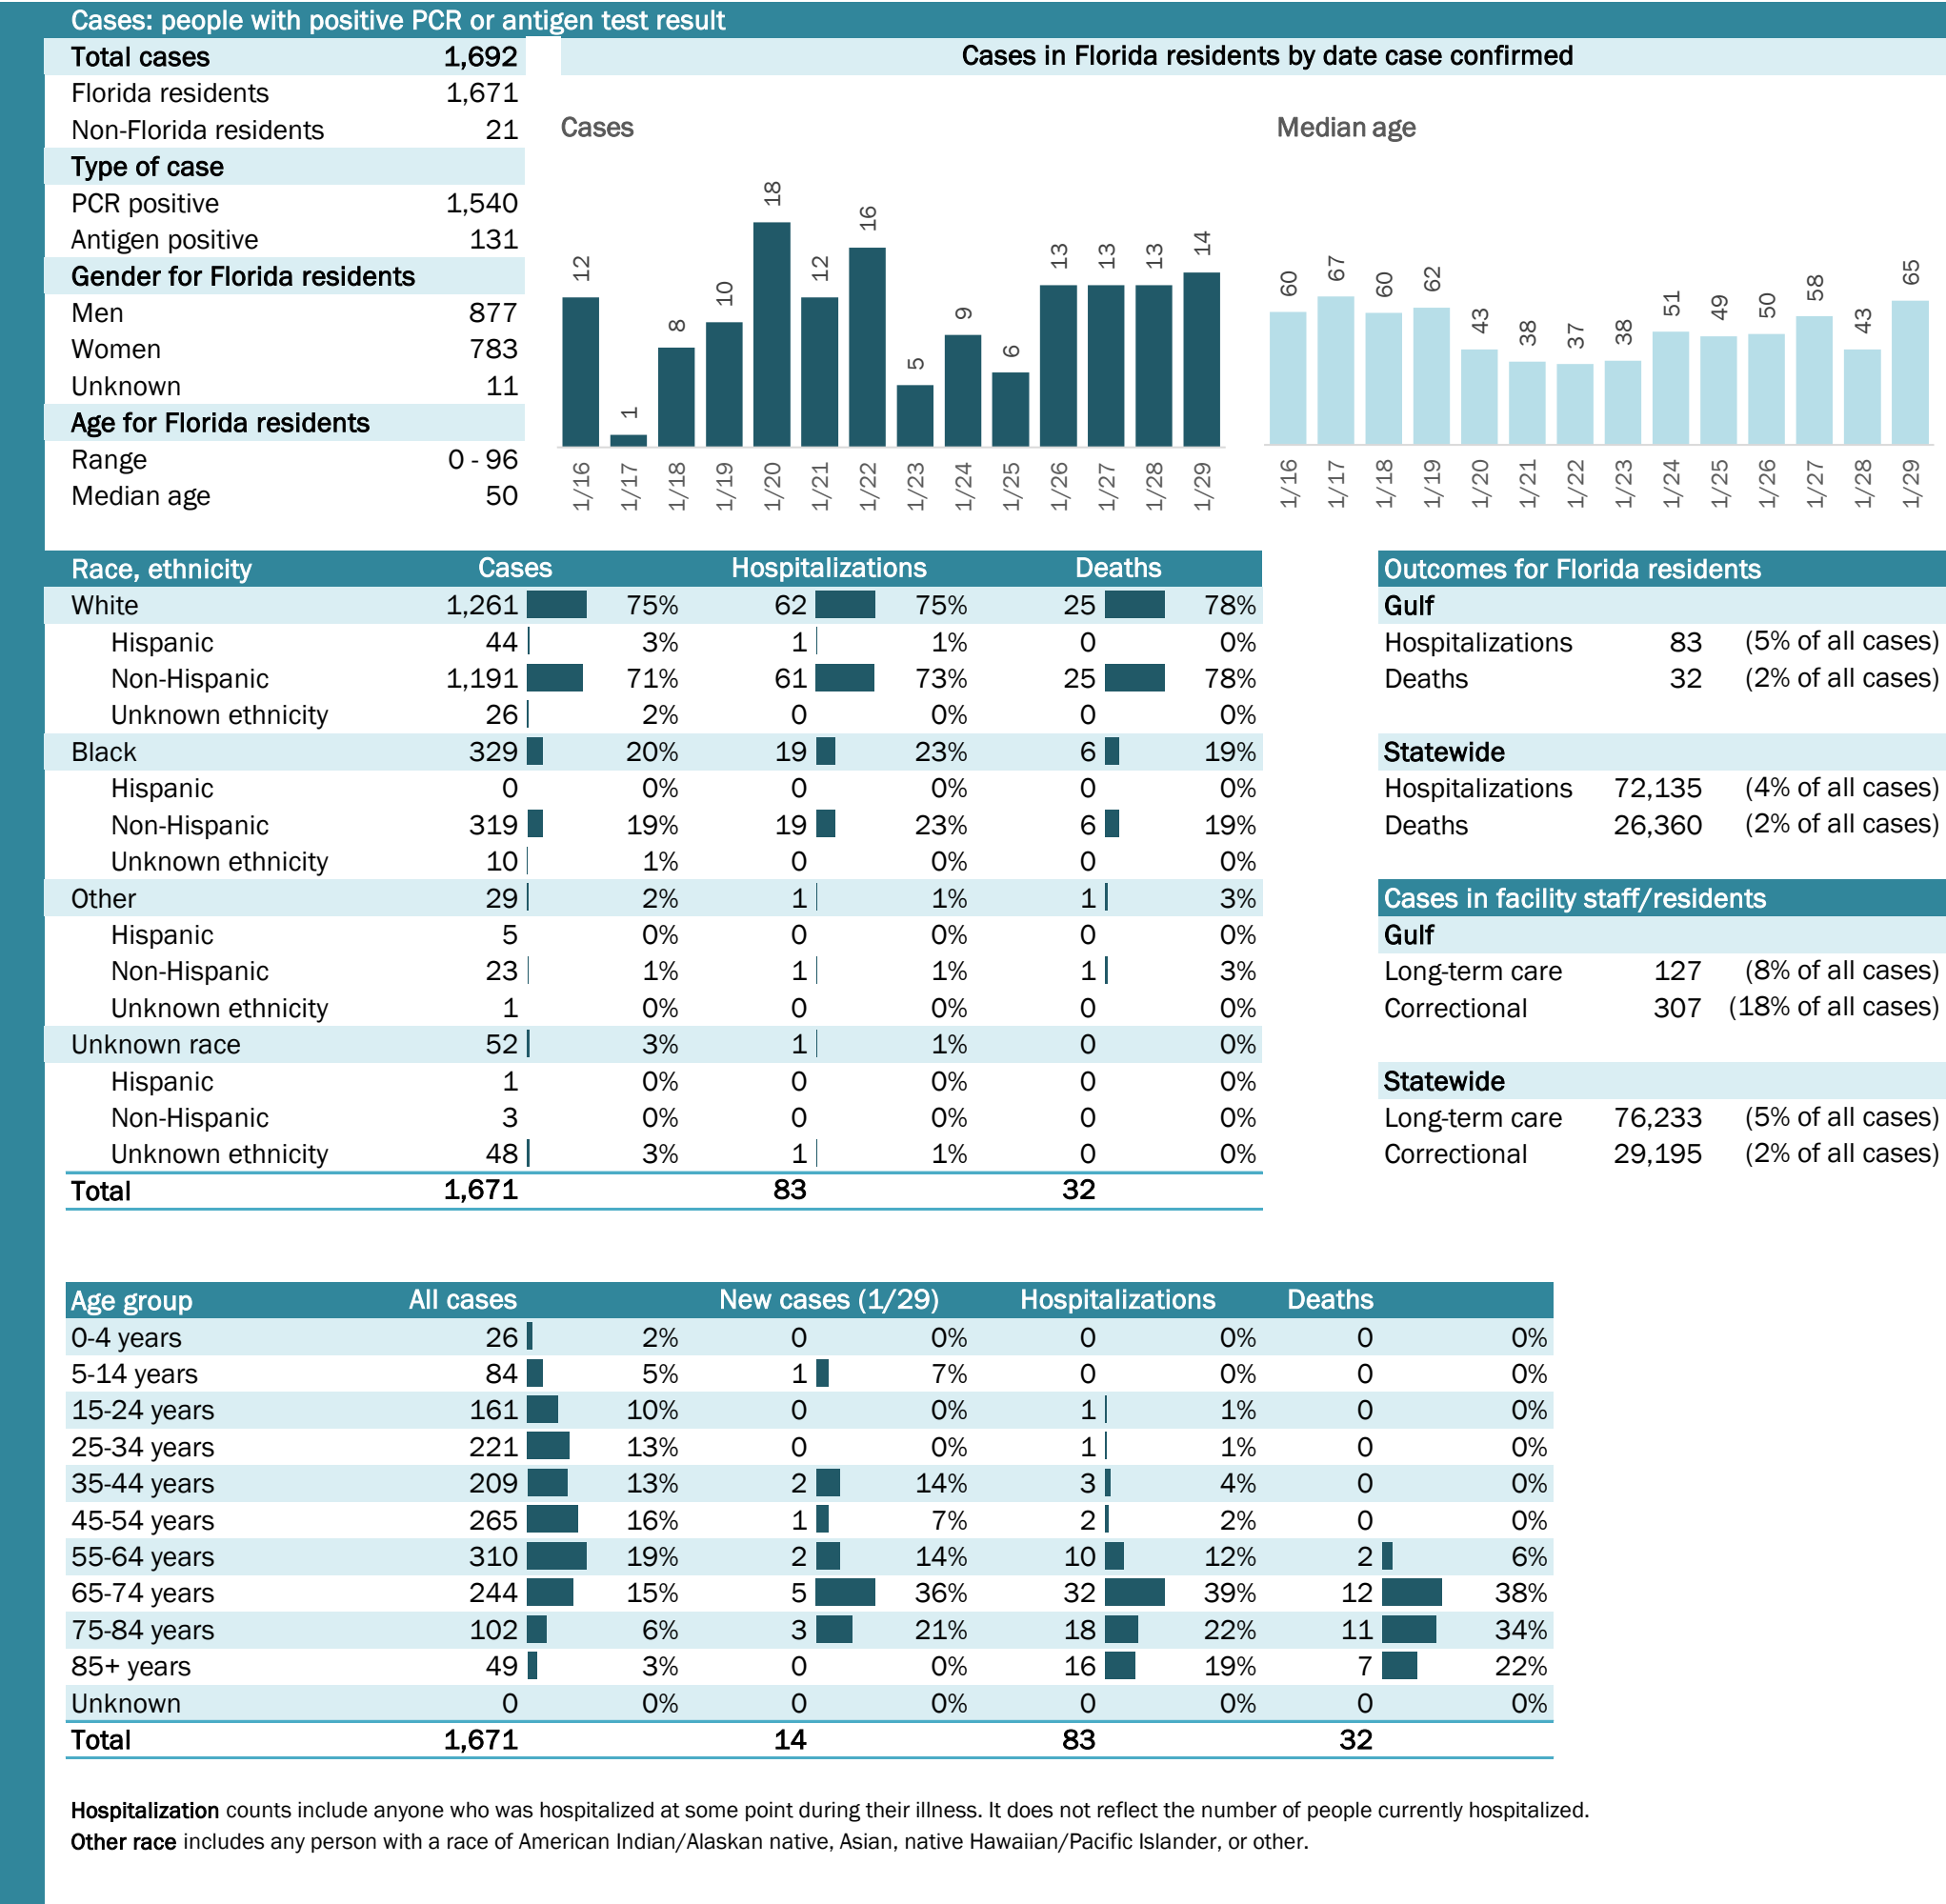 Cases: people with positive PCR or antigen test result
Total cases 1,692
Florida residents 1,671
Non-Florida residents 21
Type of case
PCR positive 1,540
Antigen positive 131
Gender for Florida residents
Men 877
Women 783
Unknown 11
Age for Florida residents
Range 0 - 96
Median age 50
Cases in Florida residents by date case confirmed
Cases
12 1 8 10 18 12 16 5 9 6 13 13 13 14
1/16 1/17 1/18 1/19 1/20 1/21 1/22 1/23 1/24 1/25 1/26 1/27 1/28 1/29
Median age
60 67 60 62 43 38 37 38 51 49 50 58 43 65
1/16 1/17 1/18 1/19 1/20 1/21 1/22 1/23 1/24 1/25 1/26 1/27 1/28 1/29
Race, ethnicity Cases Hospitalizations Deaths
White 1,261 75% 62 75% 25 78%
Hispanic 44 3% 1 1% 0 0%
Non-Hispanic 1,191 71% 61 73% 25 78%
Unknown ethnicity 26 2% 0 0% 0 0%
Black 329 20% 19 23% 6 19%
Hispanic 0 0% 0 0% 0 0%
Non-Hispanic 319 19% 19 23% 6 19%
Unknown ethnicity 10 1% 0 0% 0 0%
Other 29 2% 1 1% 1 3%
Hispanic 5 0% 0 0% 0 0%
Non-Hispanic 23 1% 1 1% 1 3%
Unknown ethnicity 1 0% 0 0% 0 0%
Unknown race 52 3% 1 1% 0 0%
Hispanic 1 0% 0 0% 0 0%
Non-Hispanic 3 0% 0 0% 0 0%
Unknown ethnicity 48 3% 1 1% 0 0%
Total 1,671 83 32
Outcomes for Florida residents
Gulf
Hospitalizations 83 (5% of all cases)
Deaths 32 (2% of all cases)
Statewide
Hospitalizations 72,135 (4% of all cases)
Deaths 26,360 (2% of all cases)
Cases in facility staff/residents
Gulf
Long-term care 127 (8% of all cases)
Correctional 307 (18% of all cases)
Statewide
Long-term care 76,233 (5% of all cases)
Correctional 29,195 (2% of all cases)
Age group All cases New cases (1/29) Hospitalizations Deaths
0-4 years 26 2% 0 0% 0 0% 0 0%
5-14 years 84 5% 1 7% 0 0% 0 0%
15-24 years 161 10% 0 0% 1 1% 0 0%
25-34 years 221 13% 0 0% 1 1% 0 0%
35-44 years 209 13% 2 14% 3 4% 0 0%
45-54 years 265 16% 1 7% 2 2% 0 0%
55-64 years 310 19% 2 14% 10 12% 2 6%
65-74 years 244 15% 5 36% 32 39% 12 38%
75-84 years 102 6% 3 21% 18 22% 11 34%
85+ years 49 3% 0 0% 16 19% 7 22%
Unknown 0 0% 0 0% 0 0% 0 0%
Total 1,671 14 83 32
Hospitalization counts include anyone who was hospitalized at some point during their illness. It does not reflect the number of people currently hospitalized.
Other race includes any person with a race of American Indian/Alaskan native, Asian, native Hawaiian/Pacific Islander, or other.